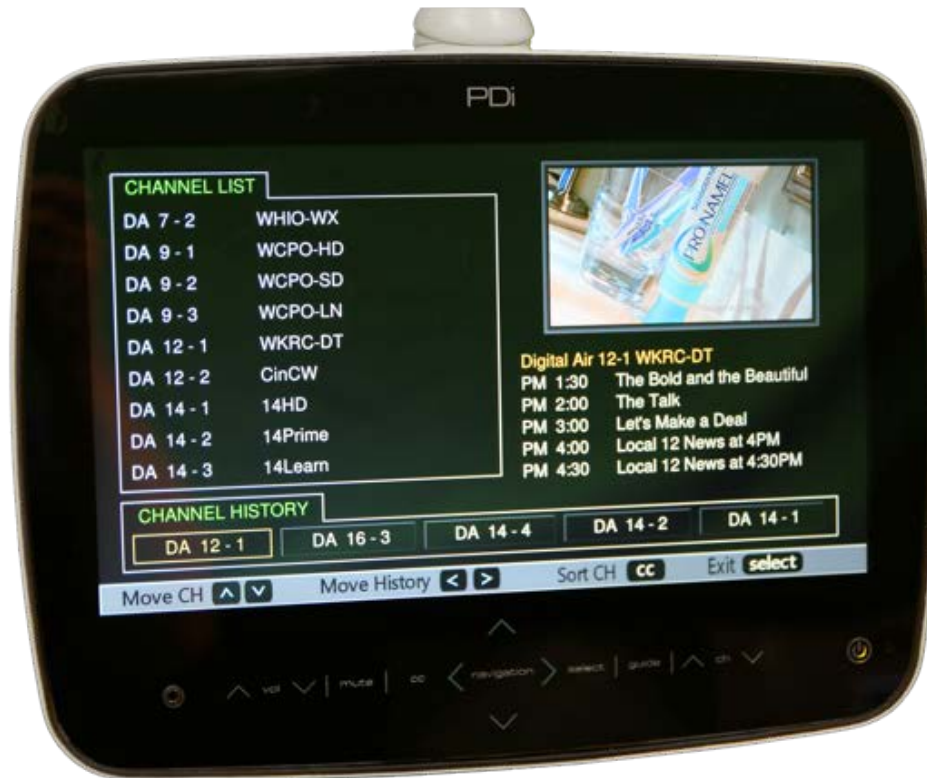 PDi
CHANNEL LIST
DA 7 - 2 WHIO-WX
DA 9 - 1 WCPO-HD
DA 9 - 2 WCPO-SD
DA 9 - 3 WCPO-LN
DA 12 - 1 WKRC-DT
DA 12 - 2 CinCW
DA 14 - 1 14HD
DA 14 - 2 14Prime
DA 14 - 3 14Learn
PRONAMEL
Digital Air 12-1 WKRC-DT
PM 1:30 The Bold and the Beautiful
PM 2:00 The Talk
PM 3:00 Let's Make a Deal
PM 4:00 Local 12 News at 4PM
PM 4:30 Local 12 News at 4:30PM
CHANNEL HISTORY
DA 12 - 1 DA 16 - 3 DA 14 - 4 DA 14 - 2 DA 14 - 1
Move CH Move History < > Sort CH cc Exit select
vol mute cc < navigation > select guide ch